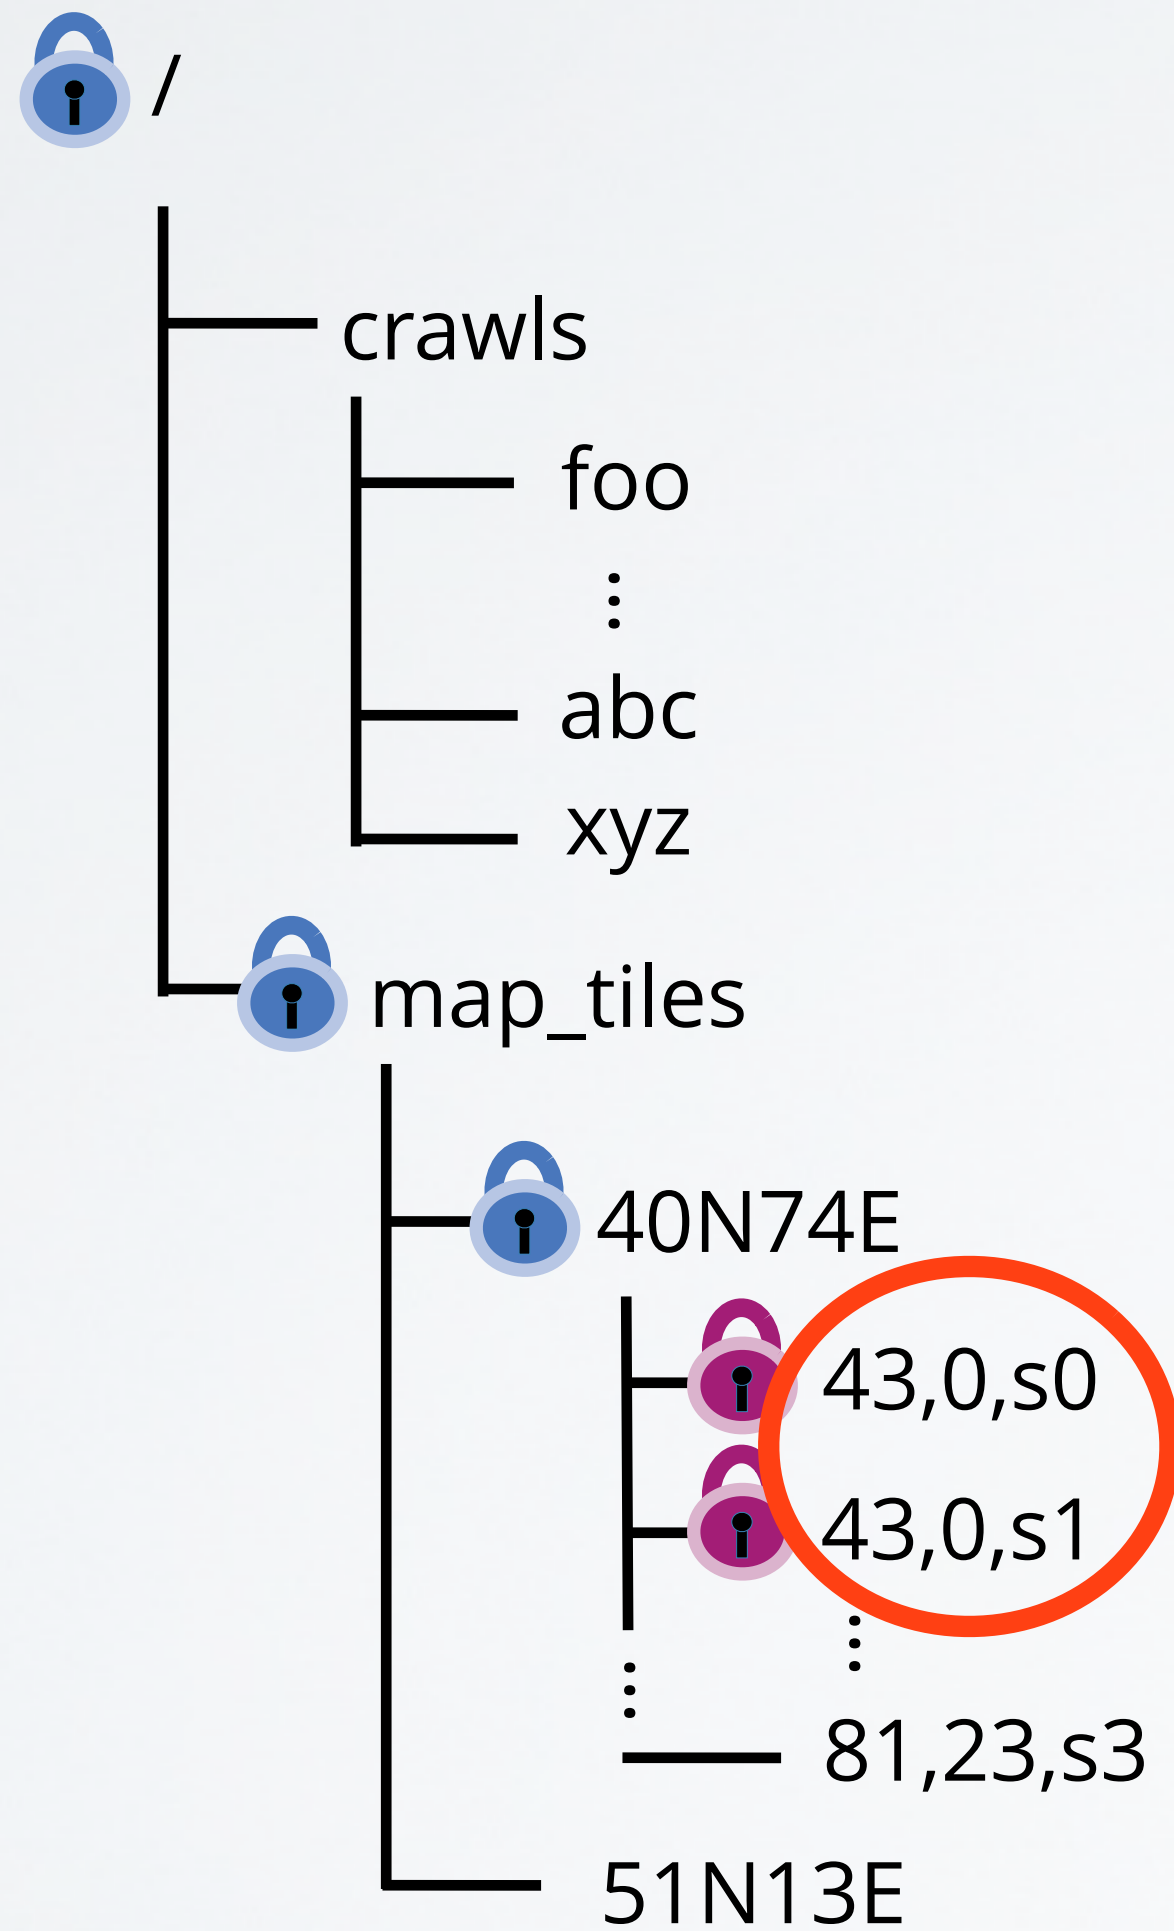 /
crawls
foo
⋮
abc
xyz
map_tiles
40N74E
43,0,s0
43,0,s1
⋮
⋮
81,23,s3
51N13E